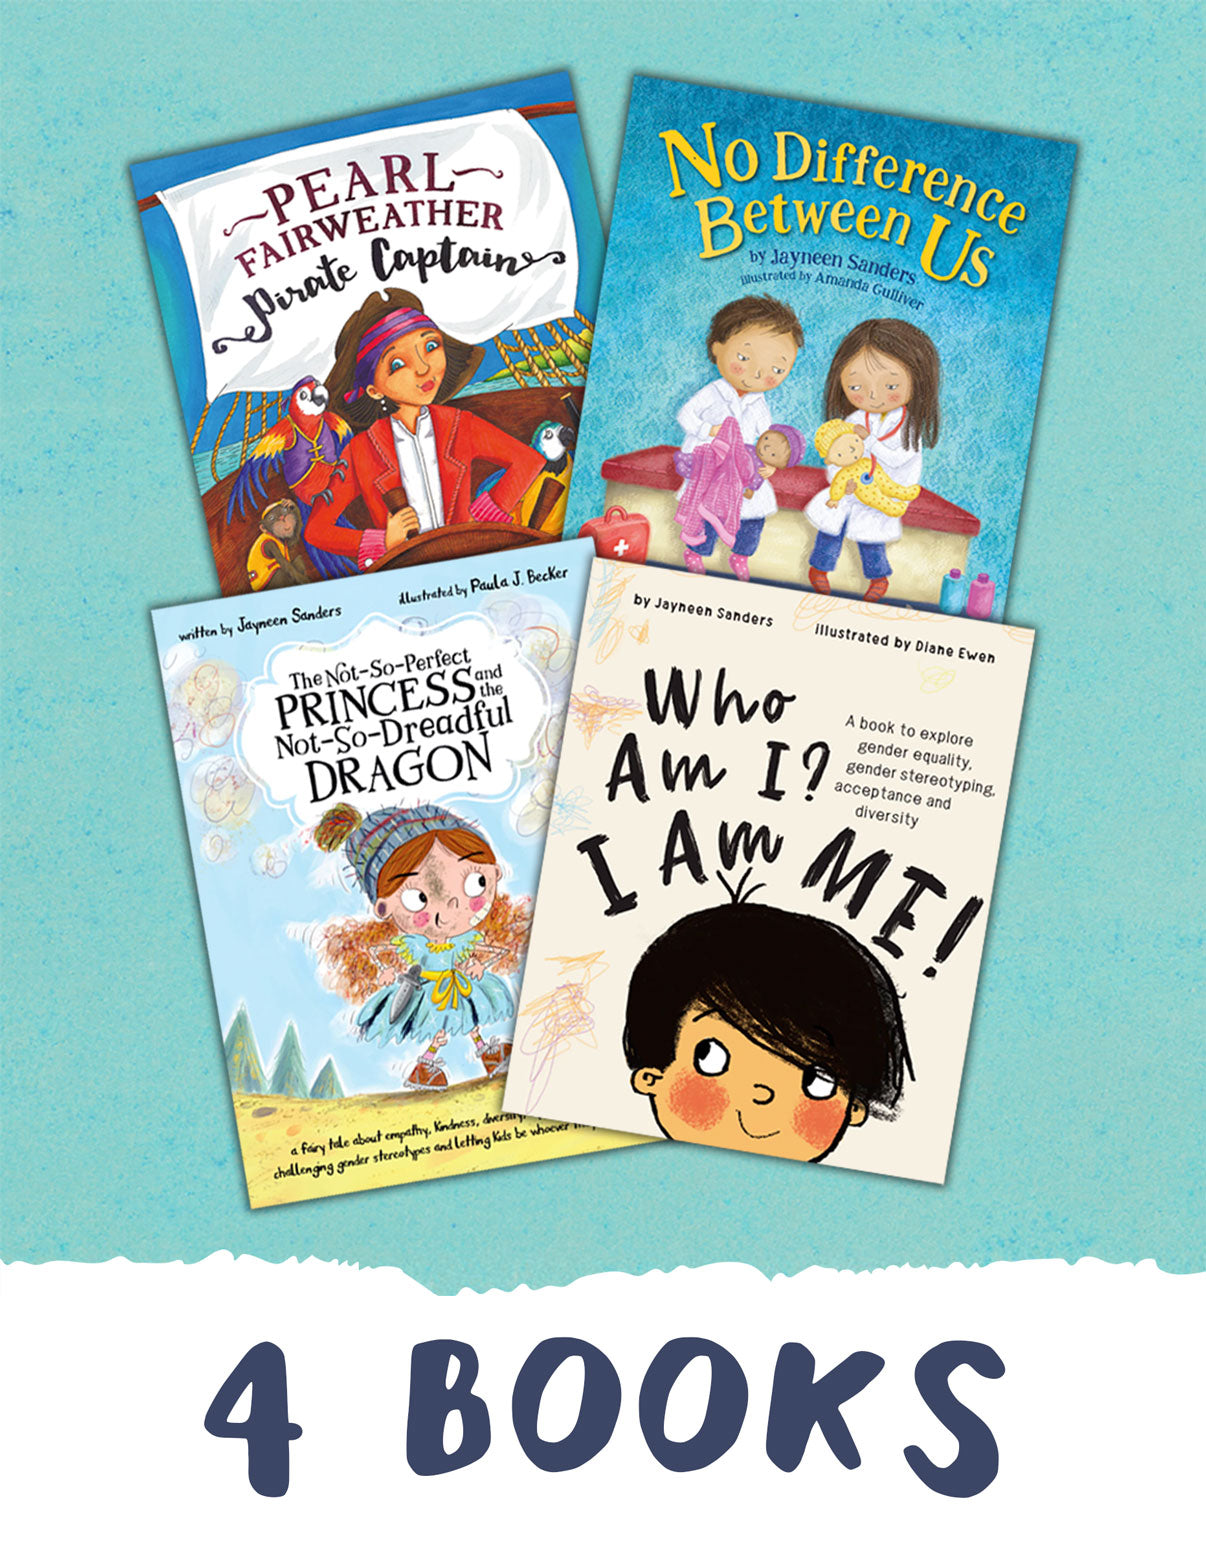 PEARL
FAIRWEATHER
Pirate Captain
No Difference
Between Us
by Jayneen Sanders
illustrated by Amanda Gulliver
written by Jayneen Sanders
illustrated by Paula J. Becker
The Not-So-Perfect
PRINCESS and the
Not-So-Dreadful
DRAGON
a fairy tale about empathy, kindness,
challenging gender stereotypes and letting kids be whoever
by Jayneen Sanders
illustrated by Diane Ewen
Who
Am I?
I Am ME!
A book to explore
gender equality,
gender stereotyping,
acceptance and
diversity
4 BOOKS